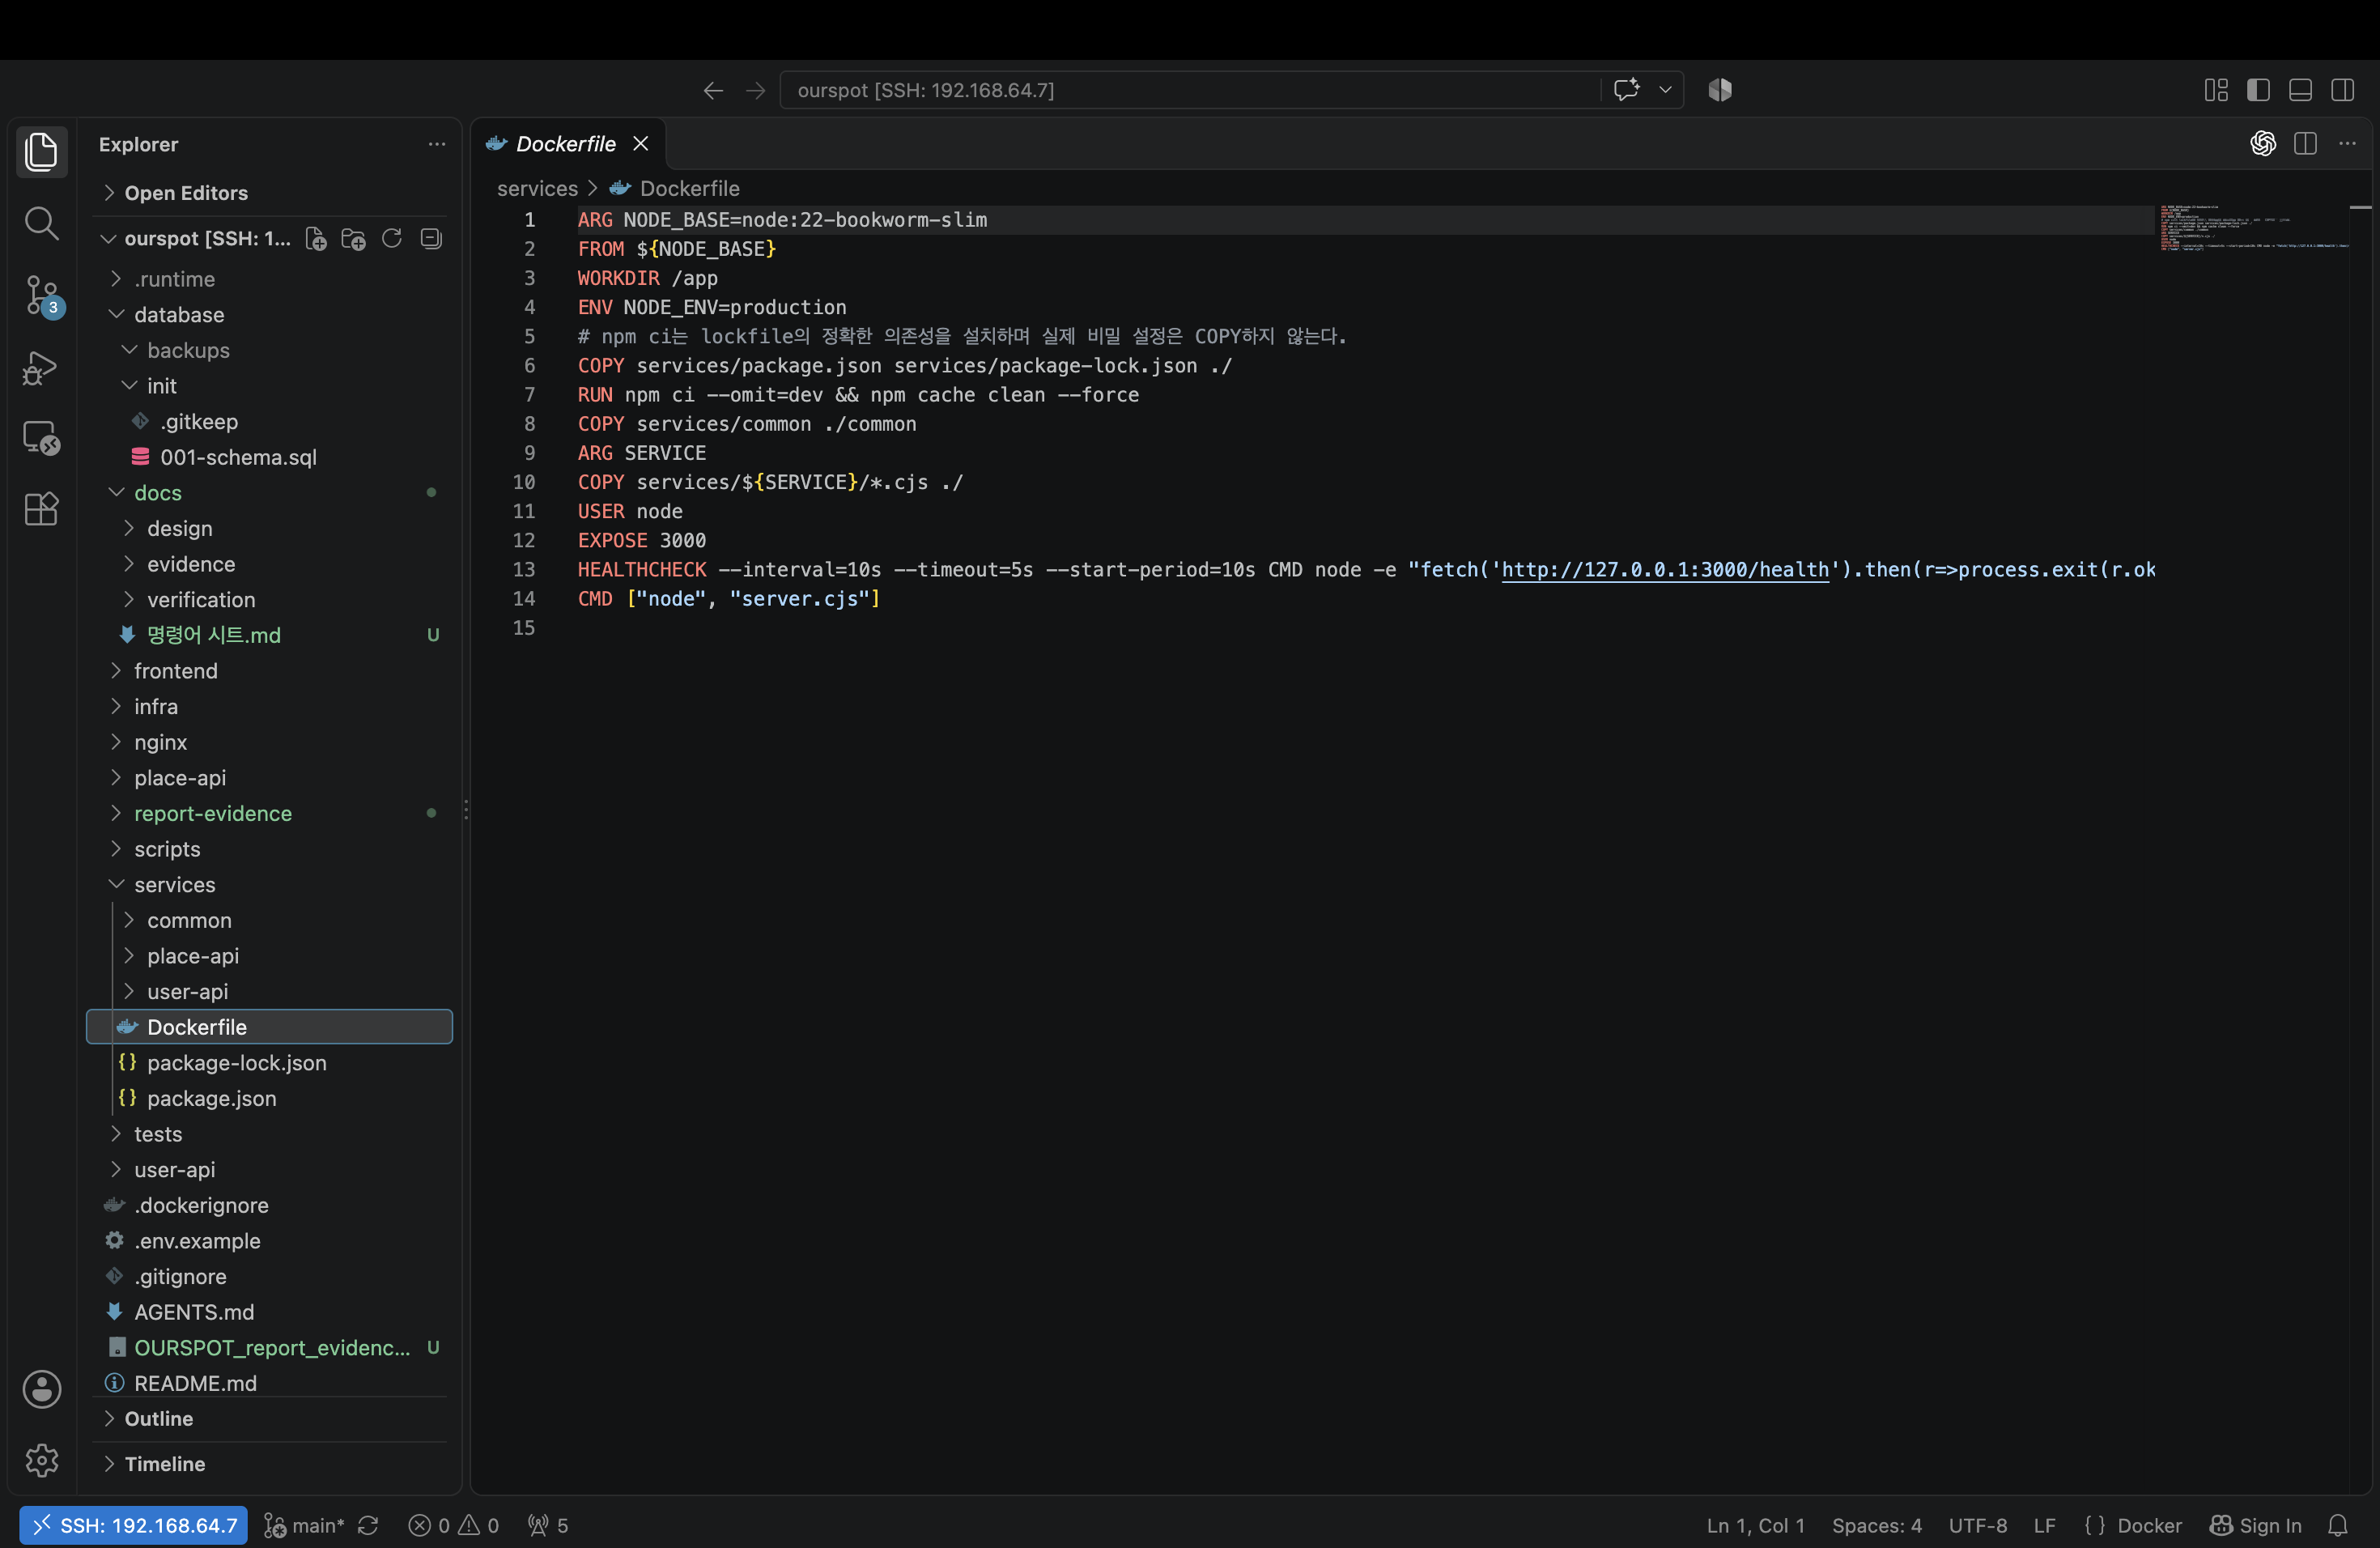 ourspot [SSH: 192.168.64.7]
Explorer
Open Editors
ourspot [SSH: 1...
.runtime
database
backups
init
.gitkeep
001-schema.sql
docs
design
evidence
verification
명령어 시트.md U
frontend
infra
nginx
place-api
report-evidence
scripts
services
common
place-api
user-api
Dockerfile
package-lock.json
package.json
tests
user-api
.dockerignore
.env.example
.gitignore
AGENTS.md
OURSPOT_report_evidenc... U
README.md
Outline
Timeline
3
Dockerfile
services > Dockerfile
1 ARG NODE_BASE=node:22-bookworm-slim
2 FROM ${NODE_BASE}
3 WORKDIR /app
4 ENV NODE_ENV=production
5 # npm ci는 lockfile의 정확한 의존성을 설치하며 실제 비밀 설정은 COPY하지 않는다.
6 COPY services/package.json services/package-lock.json ./
7 RUN npm ci --omit=dev && npm cache clean --force
8 COPY services/common ./common
9 ARG SERVICE
10 COPY services/${SERVICE}/*.cjs ./
11 USER node
12 EXPOSE 3000
13 HEALTHCHECK --interval=10s --timeout=5s --start-period=10s CMD node -e "fetch('http://127.0.0.1:3000/health').then(r=>process.exit(r.ok
14 CMD ["node", "server.cjs"]
15
SSH: 192.168.64.7 main* 0 0 5 Ln 1, Col 1 Spaces: 4 UTF-8 LF {} Docker Sign In